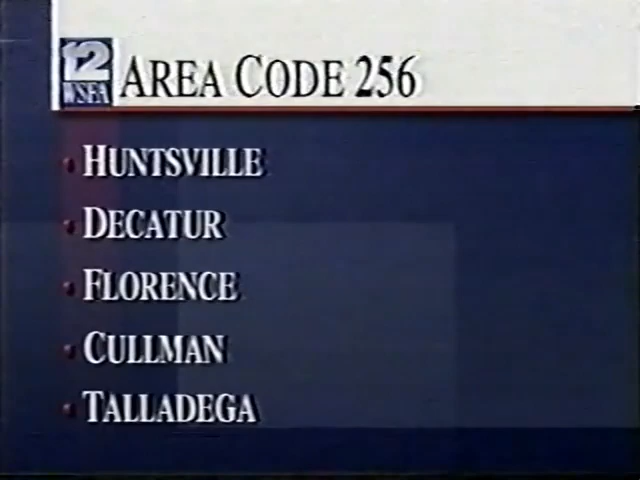 12
WSFA
AREA CODE 256
• HUNTSVILLE
• DECATUR
• FLORENCE
• CULLMAN
• TALLADEGA